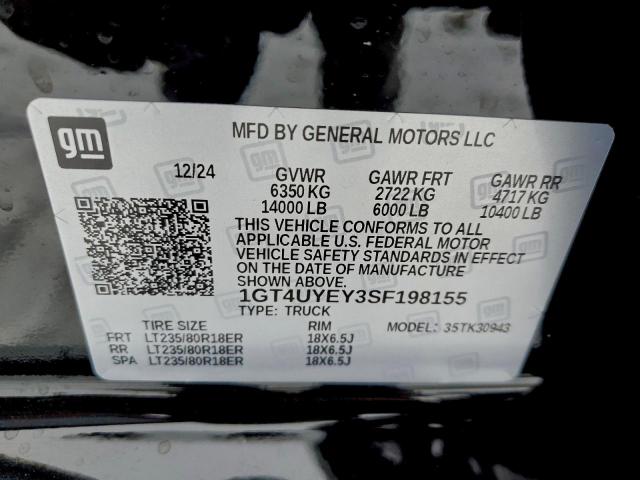 gm
MFD BY GENERAL MOTORS LLC
12/24 GVWR GAWR FRT GAWR RR
6350 KG 2722 KG 4717 KG
14000 LB 6000 LB 10400 LB
THIS VEHICLE CONFORMS TO ALL
APPLICABLE U.S. FEDERAL MOTOR
VEHICLE SAFETY STANDARDS IN EFFECT
ON THE DATE OF MANUFACTURE
SHOWN ABOVE.
1GT4UYEY3SF198155
TYPE: TRUCK MODEL: 35TK30943
TIRE SIZE RIM
FRT LT235/80R18ER 18X6.5J
RR LT235/80R18ER 18X6.5J
SPA LT235/80R18ER 18X6.5J